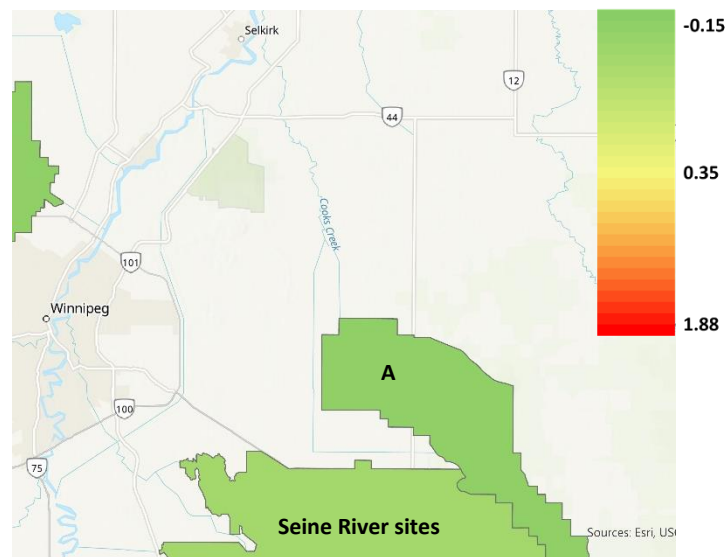 Selkirk
-0.15
12
44
Cooks Creek
0.35
101
Winnipeg
1.88
A
100
75
Seine River sites
Sources: Esri, US